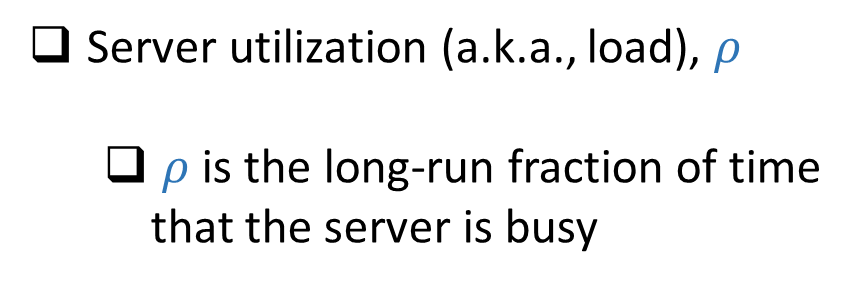 ❑ Server utilization (a.k.a., load), ρ
❑ ρ is the long-run fraction of time
that the server is busy